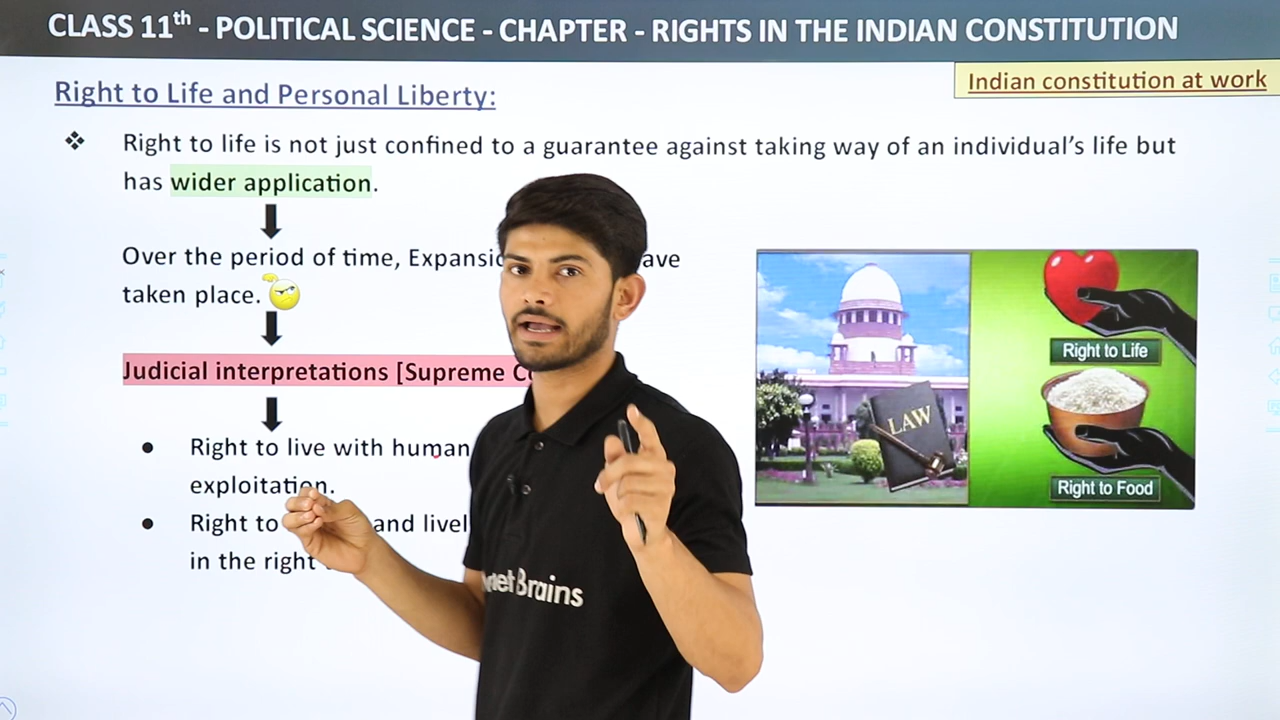 CLASS 11th - POLITICAL SCIENCE - CHAPTER - RIGHTS IN THE INDIAN CONSTITUTION
Indian constitution at work
Right to Life and Personal Liberty:
Right to life is not just confined to a guarantee against taking way of an individual's life but
has wider application.
Over the period of time, ave
taken place.
Judicial interpretations [Supreme
Right to live with human
exploitation.
Right to and
in the right
LAW
Right to Life
Right to Food
Brains